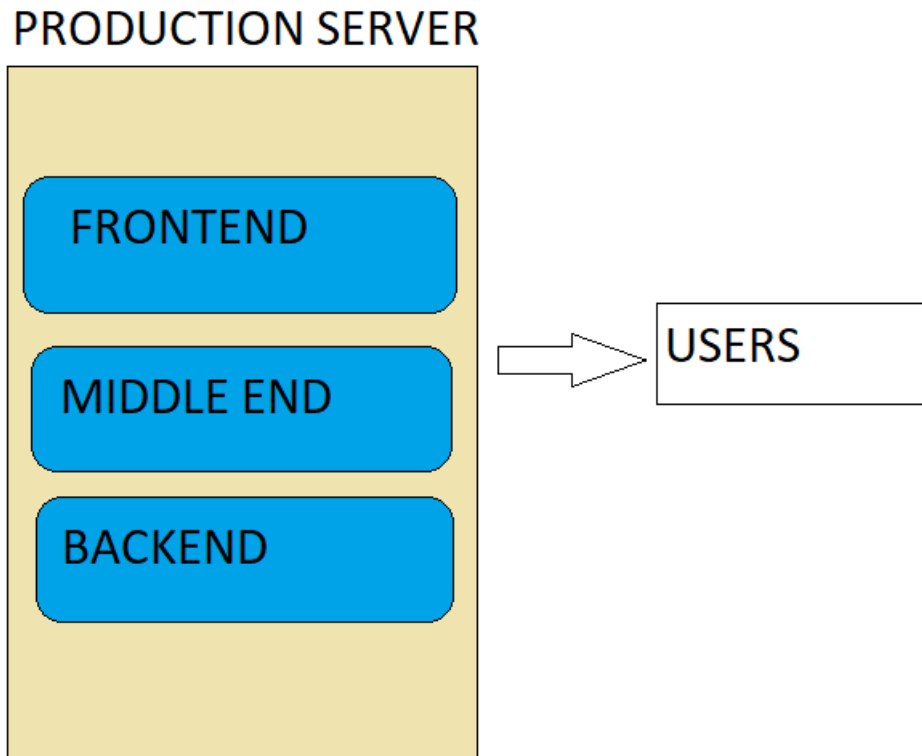 PRODUCTION SERVER
FRONTEND
MIDDLE END
BACKEND
USERS